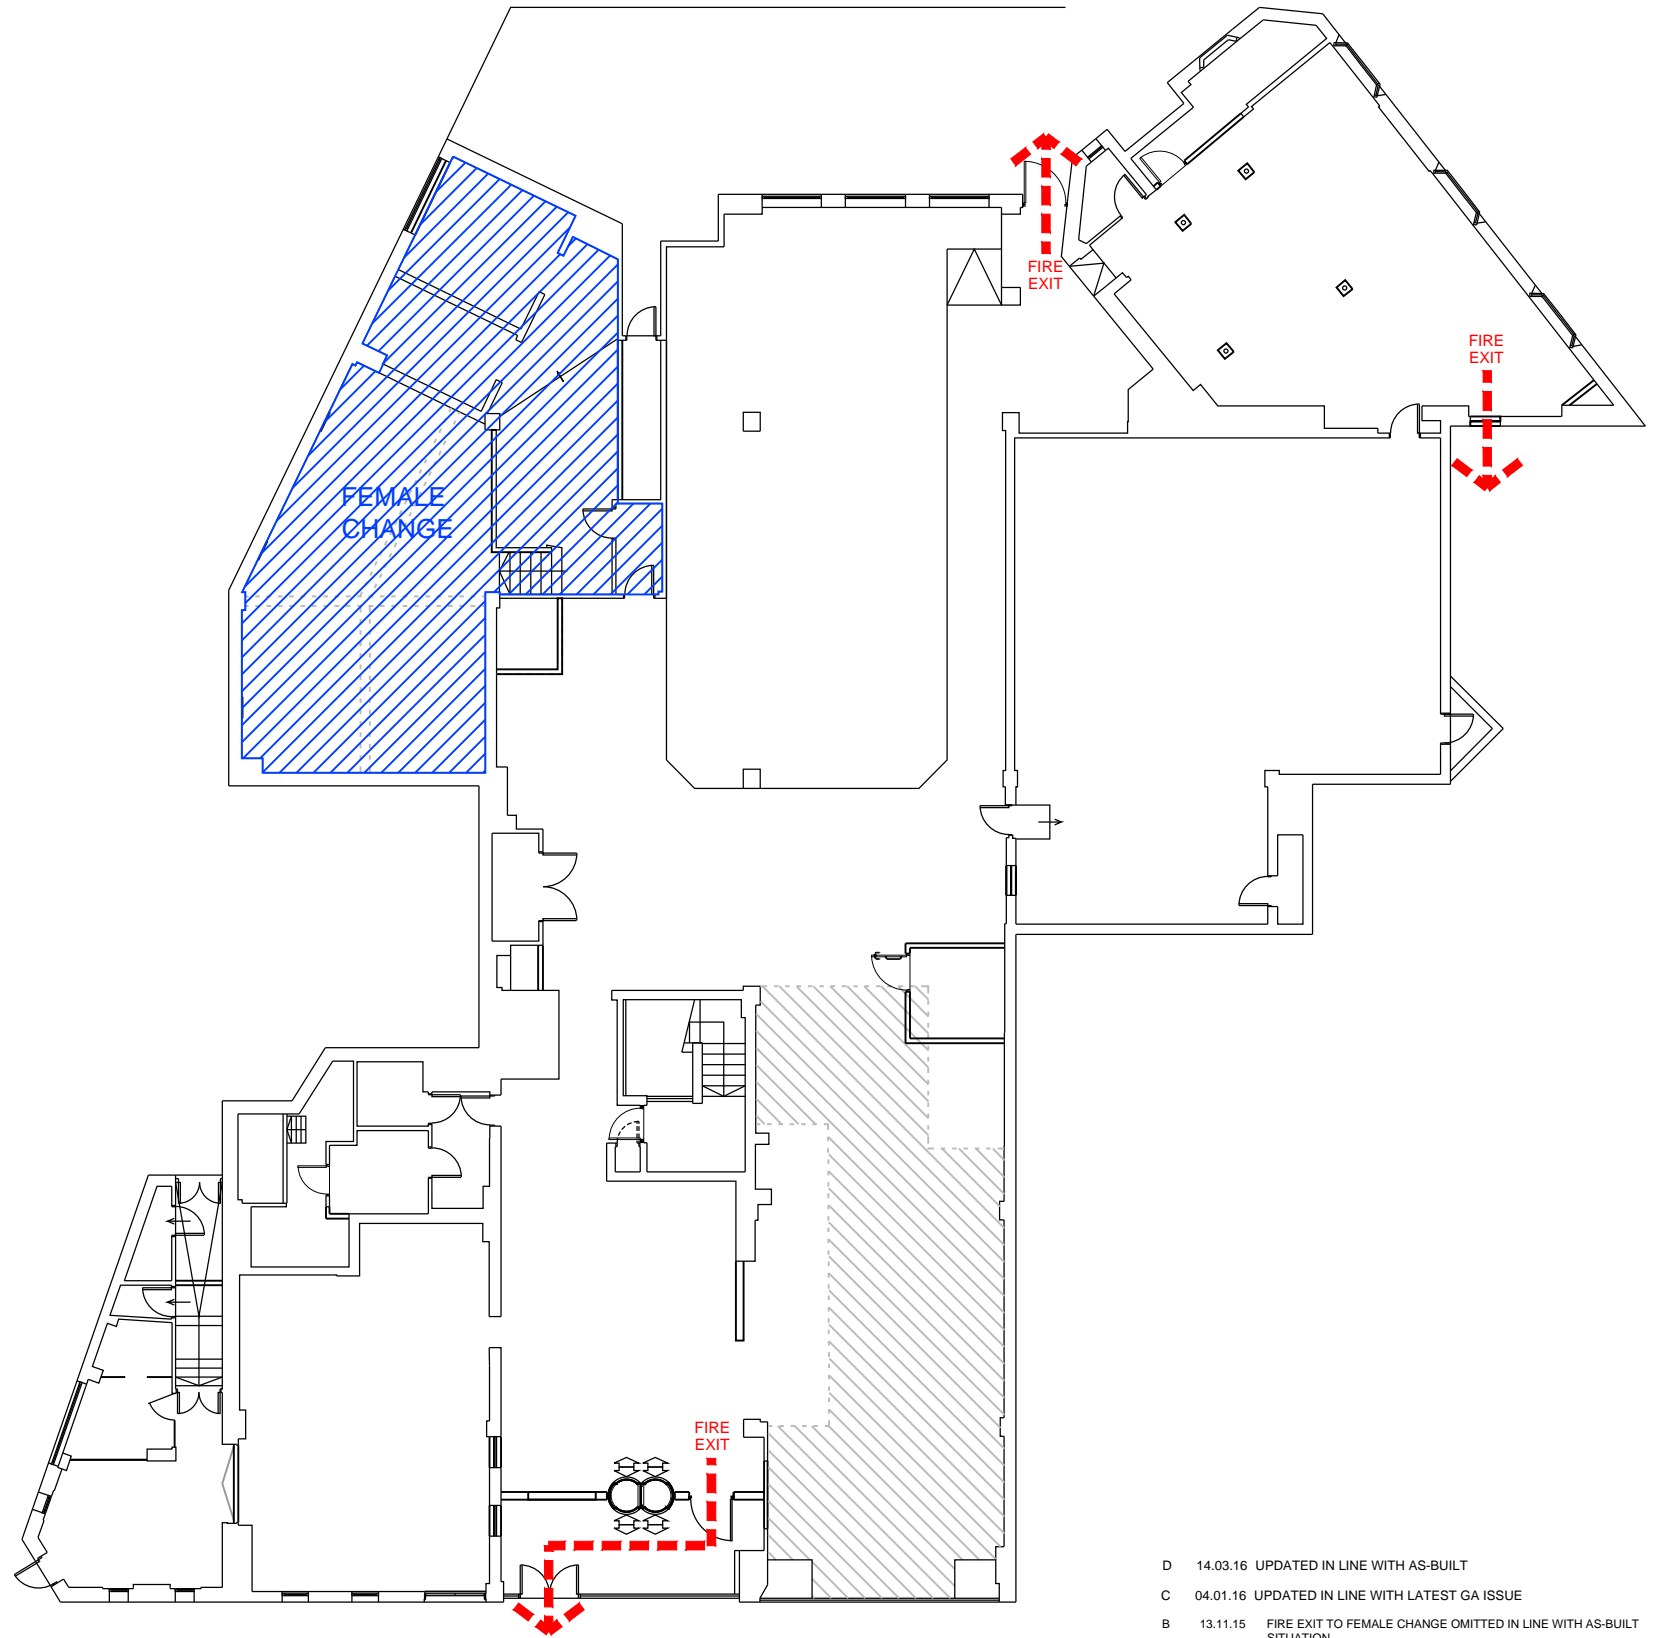 FIRE
EXIT
FIRE
EXIT
FEMALE
CHANGE
FIRE
EXIT
D 14.03.16 UPDATED IN LINE WITH AS-BUILT
C 04.01.16 UPDATED IN LINE WITH LATEST GA ISSUE
B 13.11.15 FIRE EXIT TO FEMALE CHANGE OMITTED IN LINE WITH AS-BUILT
SITUATION